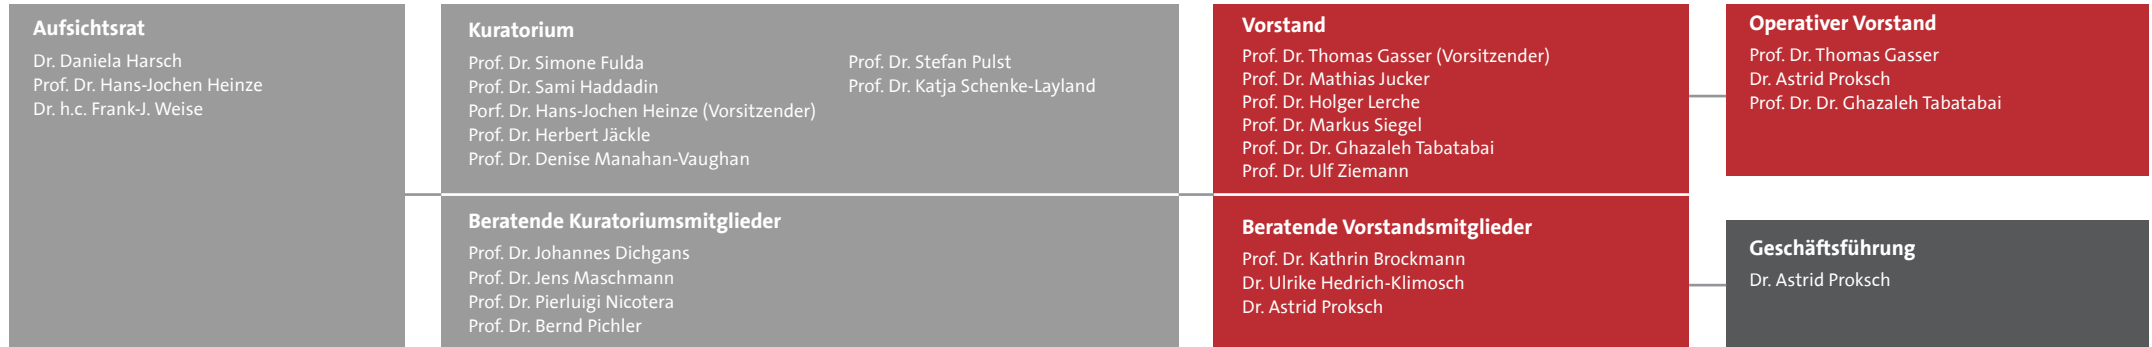 Aufsichtsrat
Dr. Daniela Harsch
Prof. Dr. Hans-Jochen Heinze
Dr. h.c. Frank-J. Weise
Kuratorium
Prof. Dr. Simone Fulda
Prof. Dr. Sami Haddadin
Porf. Dr. Hans-Jochen Heinze (Vorsitzender)
Prof. Dr. Herbert Jäckle
Prof. Dr. Denise Manahan-Vaughan
Prof. Dr. Stefan Pulst
Prof. Dr. Katja Schenke-Layland
Beratende Kuratoriumsmitglieder
Prof. Dr. Johannes Dichgans
Prof. Dr. Jens Maschmann
Prof. Dr. Pierluigi Nicotera
Prof. Dr. Bernd Pichler
Vorstand
Prof. Dr. Thomas Gasser (Vorsitzender)
Prof. Dr. Mathias Jucker
Prof. Dr. Holger Lerche
Prof. Dr. Markus Siegel
Prof. Dr. Dr. Ghazaleh Tabatabai
Prof. Dr. Ulf Ziemann
Beratende Vorstandsmitglieder
Prof. Dr. Kathrin Brockmann
Dr. Ulrike Hedrich-Klimosch
Dr. Astrid Proksch
Operativer Vorstand
Prof. Dr. Thomas Gasser
Dr. Astrid Proksch
Prof. Dr. Dr. Ghazaleh Tabatabai
Geschäftsführung
Dr. Astrid Proksch